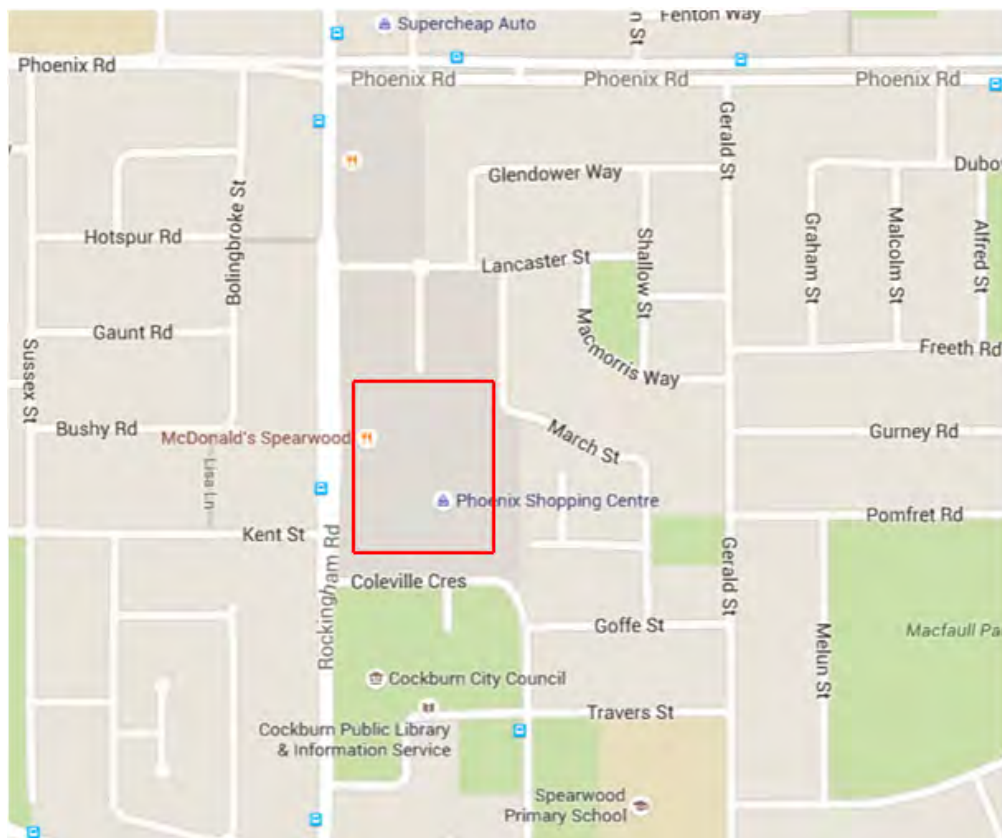 Fenton Way
Supercheap Auto
n St
Phoenix Rd
Phoenix Rd
Phoenix Rd
Phoenix Rd
Gerald St
Glendower Way
Bolingbroke St
Hotspur Rd
Lancaster St
Shallow St
Graham St
Malcolm St
Alfred St
Gaunt Rd
Macmorris Way
Freeth Rd
Sussex St
Bushy Rd
McDonald's Spearwood
March St
Gurney Rd
Lisa Ln
Phoenix Shopping Centre
Pomfret Rd
Kent St
Rockingham Rd
Coleville Cres
Gerald St
Goffe St
Melun St
Macfaull Pa
Cockburn City Council
Travers St
Cockburn Public Library
& Information Service
Spearwood
Primary School